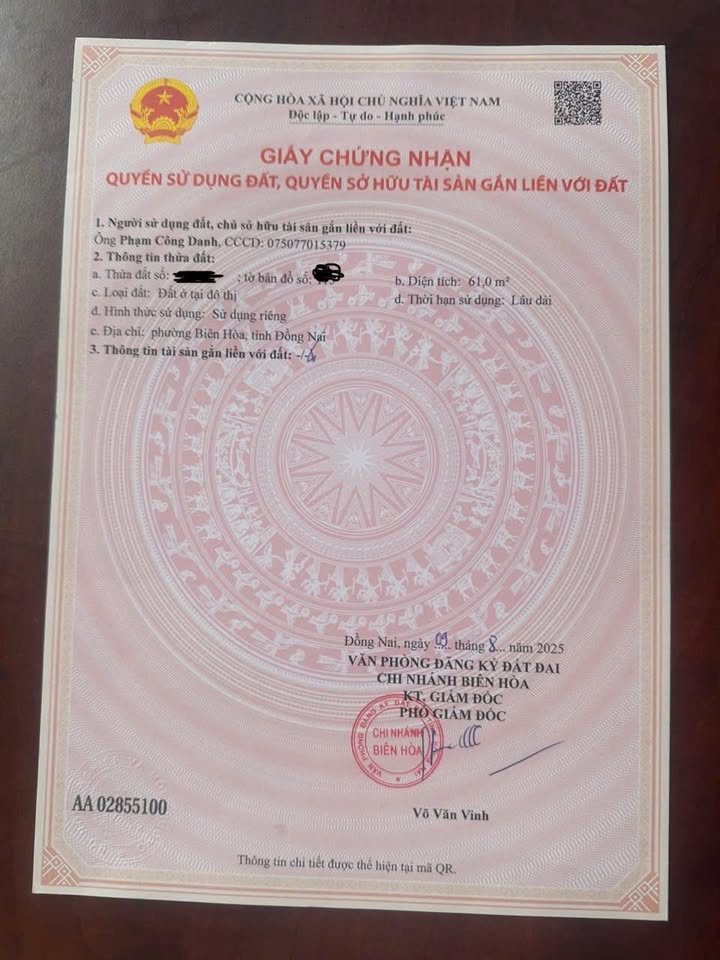 CỘNG HÒA XÃ HỘI CHỦ NGHĨA VIỆT NAM
Độc lập - Tự do - Hạnh phúc
GIẤY CHỨNG NHẬN
QUYỀN SỬ DỤNG ĐẤT, QUYỀN SỞ HỮU TÀI SẢN GẮN LIỀN VỚI ĐẤT
1. Người sử dụng đất, chủ sở hữu tài sản gắn liền với đất:
Ông Phạm Công Danh, CCCD: 075077015379
2. Thông tin thửa đất:
a. Thửa đất số: ; tờ bản đồ số: b. Diện tích: 61,0 m²
c. Loại đất: Đất ở tại đô thị d. Thời hạn sử dụng: Lâu dài
đ. Hình thức sử dụng: Sử dụng riêng
e. Địa chỉ: phường Biên Hòa, tỉnh Đồng Nai
3. Thông tin tài sản gắn liền với đất: -/-
Đồng Nai, ngày 09 tháng 8 năm 2025
VĂN PHÒNG ĐĂNG KÝ ĐẤT ĐAI
CHI NHÁNH BIÊN HÒA
KT. GIÁM ĐỐC
PHÓ GIÁM ĐỐC
CHI NHÁNH
BIÊN HÒA
AA 02855100
Võ Văn Vinh
Thông tin chi tiết được thể hiện tại mã QR.